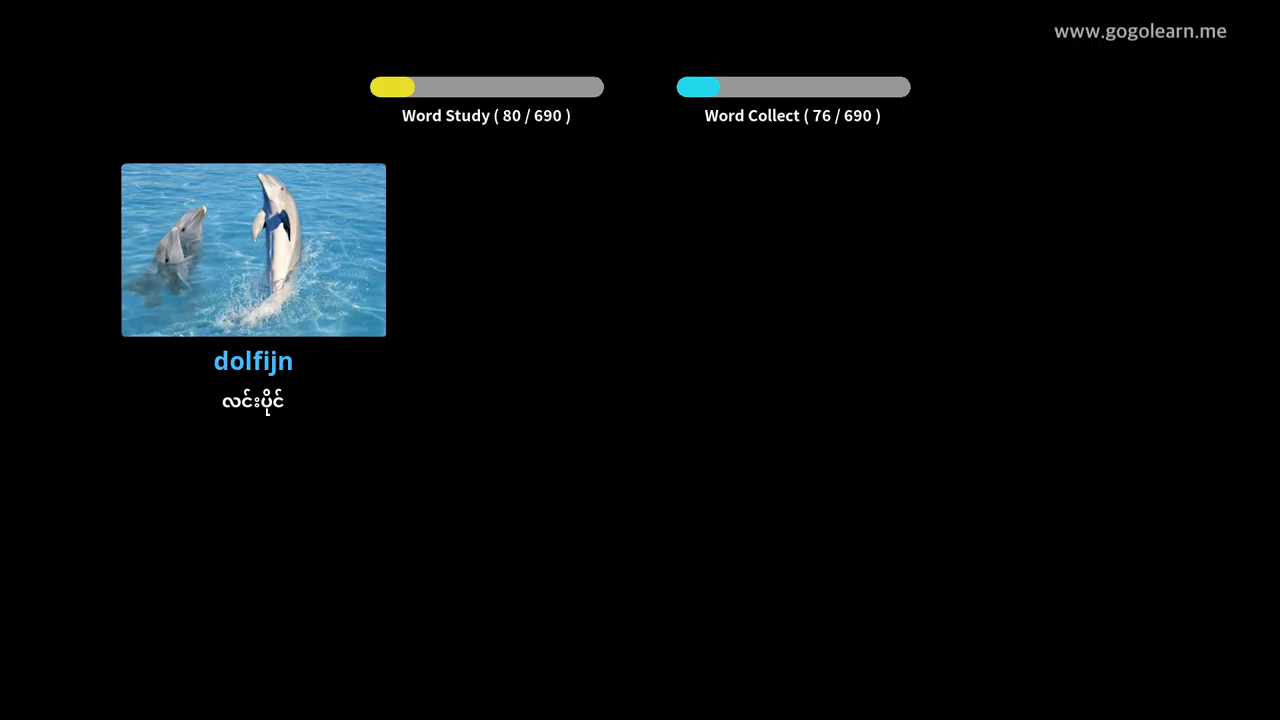 www.gogolearn.me
Word Study ( 80 / 690 )
Word Collect ( 76 / 690 )
dolfijn
လင်းပိုင်